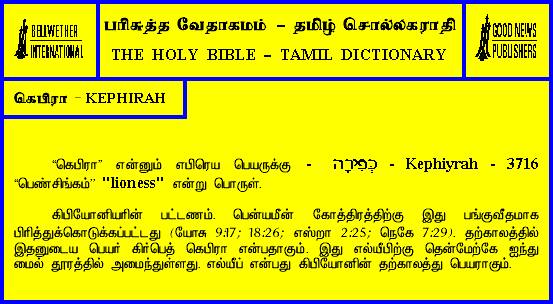 BELLWETHER
INTERNATIONAL
பரிசுத்த வேதாகமம் – தமிழ் சொல்லகராதி
THE HOLY BIBLE – TAMIL DICTIONARY
GOOD NEWS
PUBLISHERS
கெபிரா – KEPHIRAH
“கெபிரா” என்னும் எபிரெய பெயருக்கு - כְּפִירָה - Kephiyrah - 3716
“பெண்சிங்கம்” "lioness" என்று பொருள்.
கிபியோனியரின் பட்டணம். பென்யமீன் கோத்திரத்திற்கு இது பங்குவீதமாக
பிரித்துக்கொடுக்கப்பட்டது (யோசு 9:17; 18:26; எஸ்றா 2:25; நெகே 7:29). தற்காலத்தில்
இதனுடைய பெயர் கிர்பெத் கெபிரா என்பதாகும். இது எல்யீபிற்கு தென்மேற்கே ஐந்து
மைல் தூரத்தில் அமைந்துள்ளது. எல்யீப் என்பது கிபியோனின் தற்காலத்து பெயராகும்.